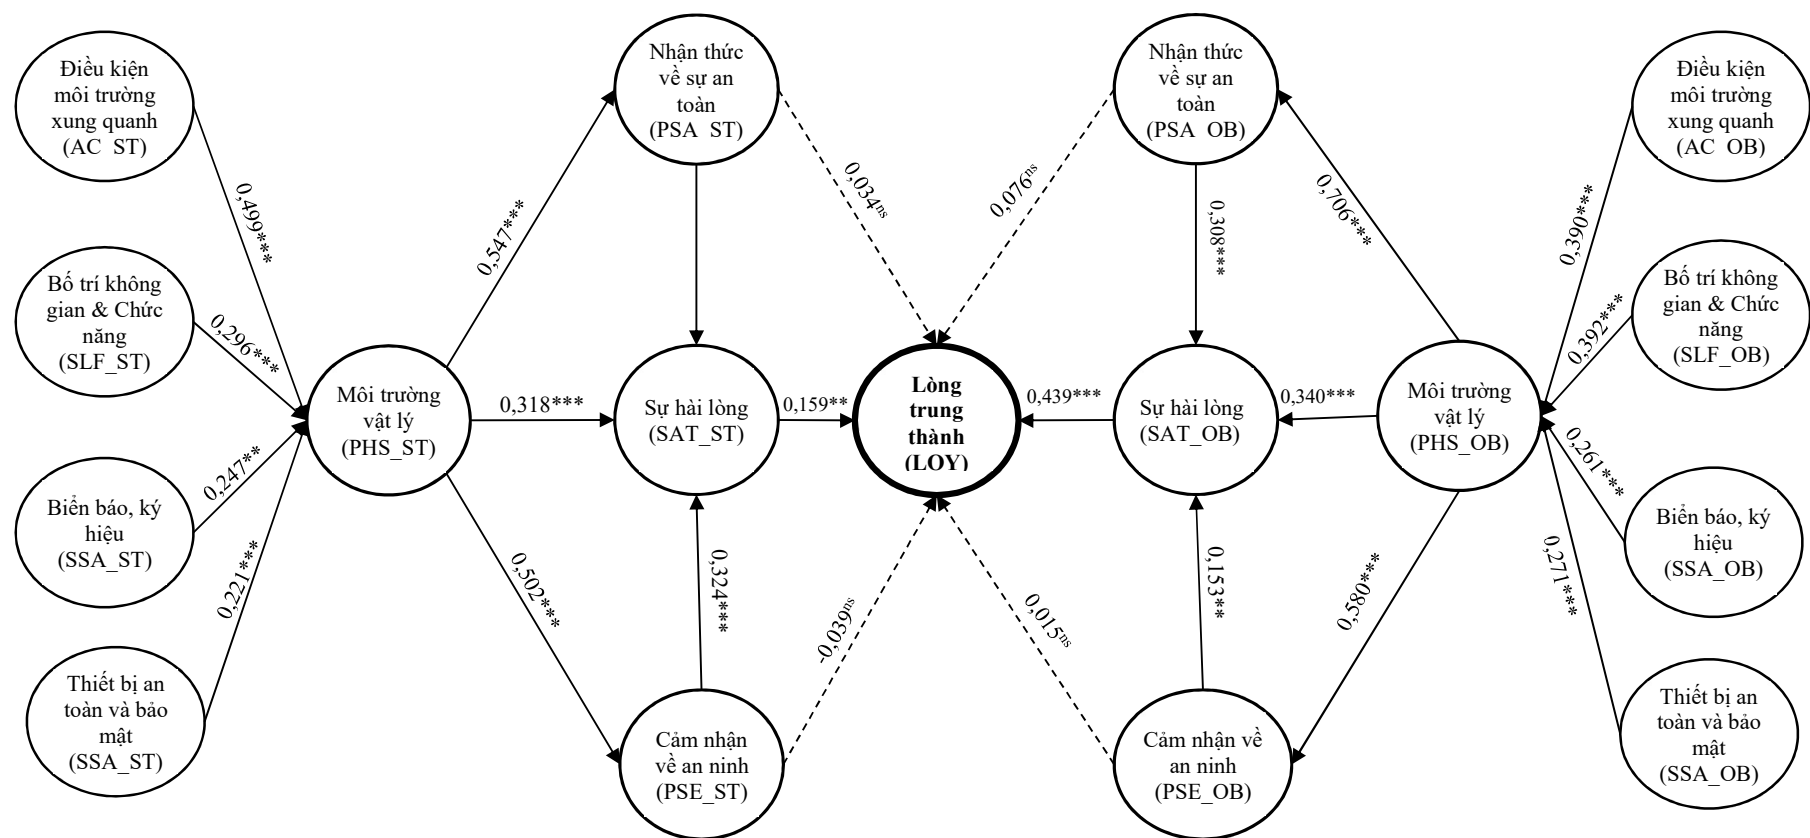 Điều kiện
môi trường
xung quanh
(AC_ST)
Bố trí không
gian & Chức
năng
(SLF_ST)
Biển báo, ký
hiệu
(SSA_ST)
Thiết bị an
toàn và bảo
mật
(SSA_ST)
0,499***
0,296***
0,247**
0,221***
Môi trường
vật lý
(PHS_ST)
0,547***
0,318***
0,502***
Nhận thức
về sự an
toàn
(PSA_ST)
Sự hài lòng
(SAT_ST)
0,324***
Cảm nhận
về an ninh
(PSE_ST)
0,034ⁿˢ
0,159**
-0,039ⁿˢ
Lòng
trung
thành
(LOY)
0,076ⁿˢ
0,439***
0,015ⁿˢ
Nhận thức
về sự an
toàn
(PSA_OB)
0,308***
Sự hài lòng
(SAT_OB)
0,153**
Cảm nhận về
an ninh
(PSE_OB)
0,706***
0,340***
0,580***
Môi trường
vật lý
(PHS_OB)
0,390***
0,392***
0,261***
0,271***
Điều kiện
môi trường
xung quanh
(AC_OB)
Bố trí không
gian & Chức
năng
(SLF_OB)
Biển báo, ký
hiệu
(SSA_OB)
Thiết bị an
toàn và bảo
mật
(SSA_OB)